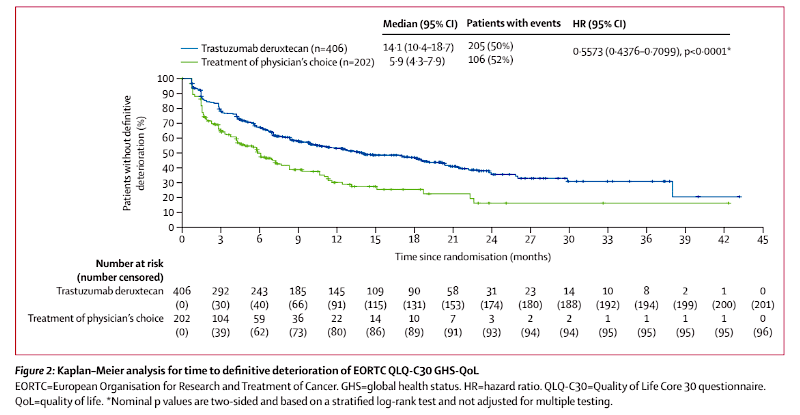 Median (95% CI) Patients with events HR (95% CI)
Trastuzumab deruxtecan (n=406) 14·1 (10·4–18·7) 205 (50%) 0·5573 (0·4376–0·7099), p<0·0001*
Treatment of physician's choice (n=202) 5·9 (4·3–7·9) 106 (52%)
Patients without definitive
deterioration (%)
100
90
80
70
60
50
40
30
20
10
0
0 3 6 9 12 15 18 21 24 27 30 33 36 39 42 45
Time since randomisation (months)
Number at risk
(number censored)
Trastuzumab deruxtecan 406 292 243 185 145 109 90 58 31 23 14 10 8 2 1 0
(0) (30) (40) (66) (91) (115) (131) (153) (174) (180) (188) (192) (194) (199) (200) (201)
Treatment of physician's choice 202 104 59 36 22 14 10 7 3 2 2 1 1 1 1 0
(0) (39) (62) (73) (80) (86) (89) (91) (93) (94) (94) (95) (95) (95) (95) (96)
Figure 2: Kaplan–Meier analysis for time to definitive deterioration of EORTC QLQ-C30 GHS-QoL
EORTC=European Organisation for Research and Treatment of Cancer. GHS=global health status. HR=hazard ratio. QLQ-C30=Quality of Life Core 30 questionnaire.
QoL=quality of life. *Nominal p values are two-sided and based on a stratified log-rank test and not adjusted for multiple testing.